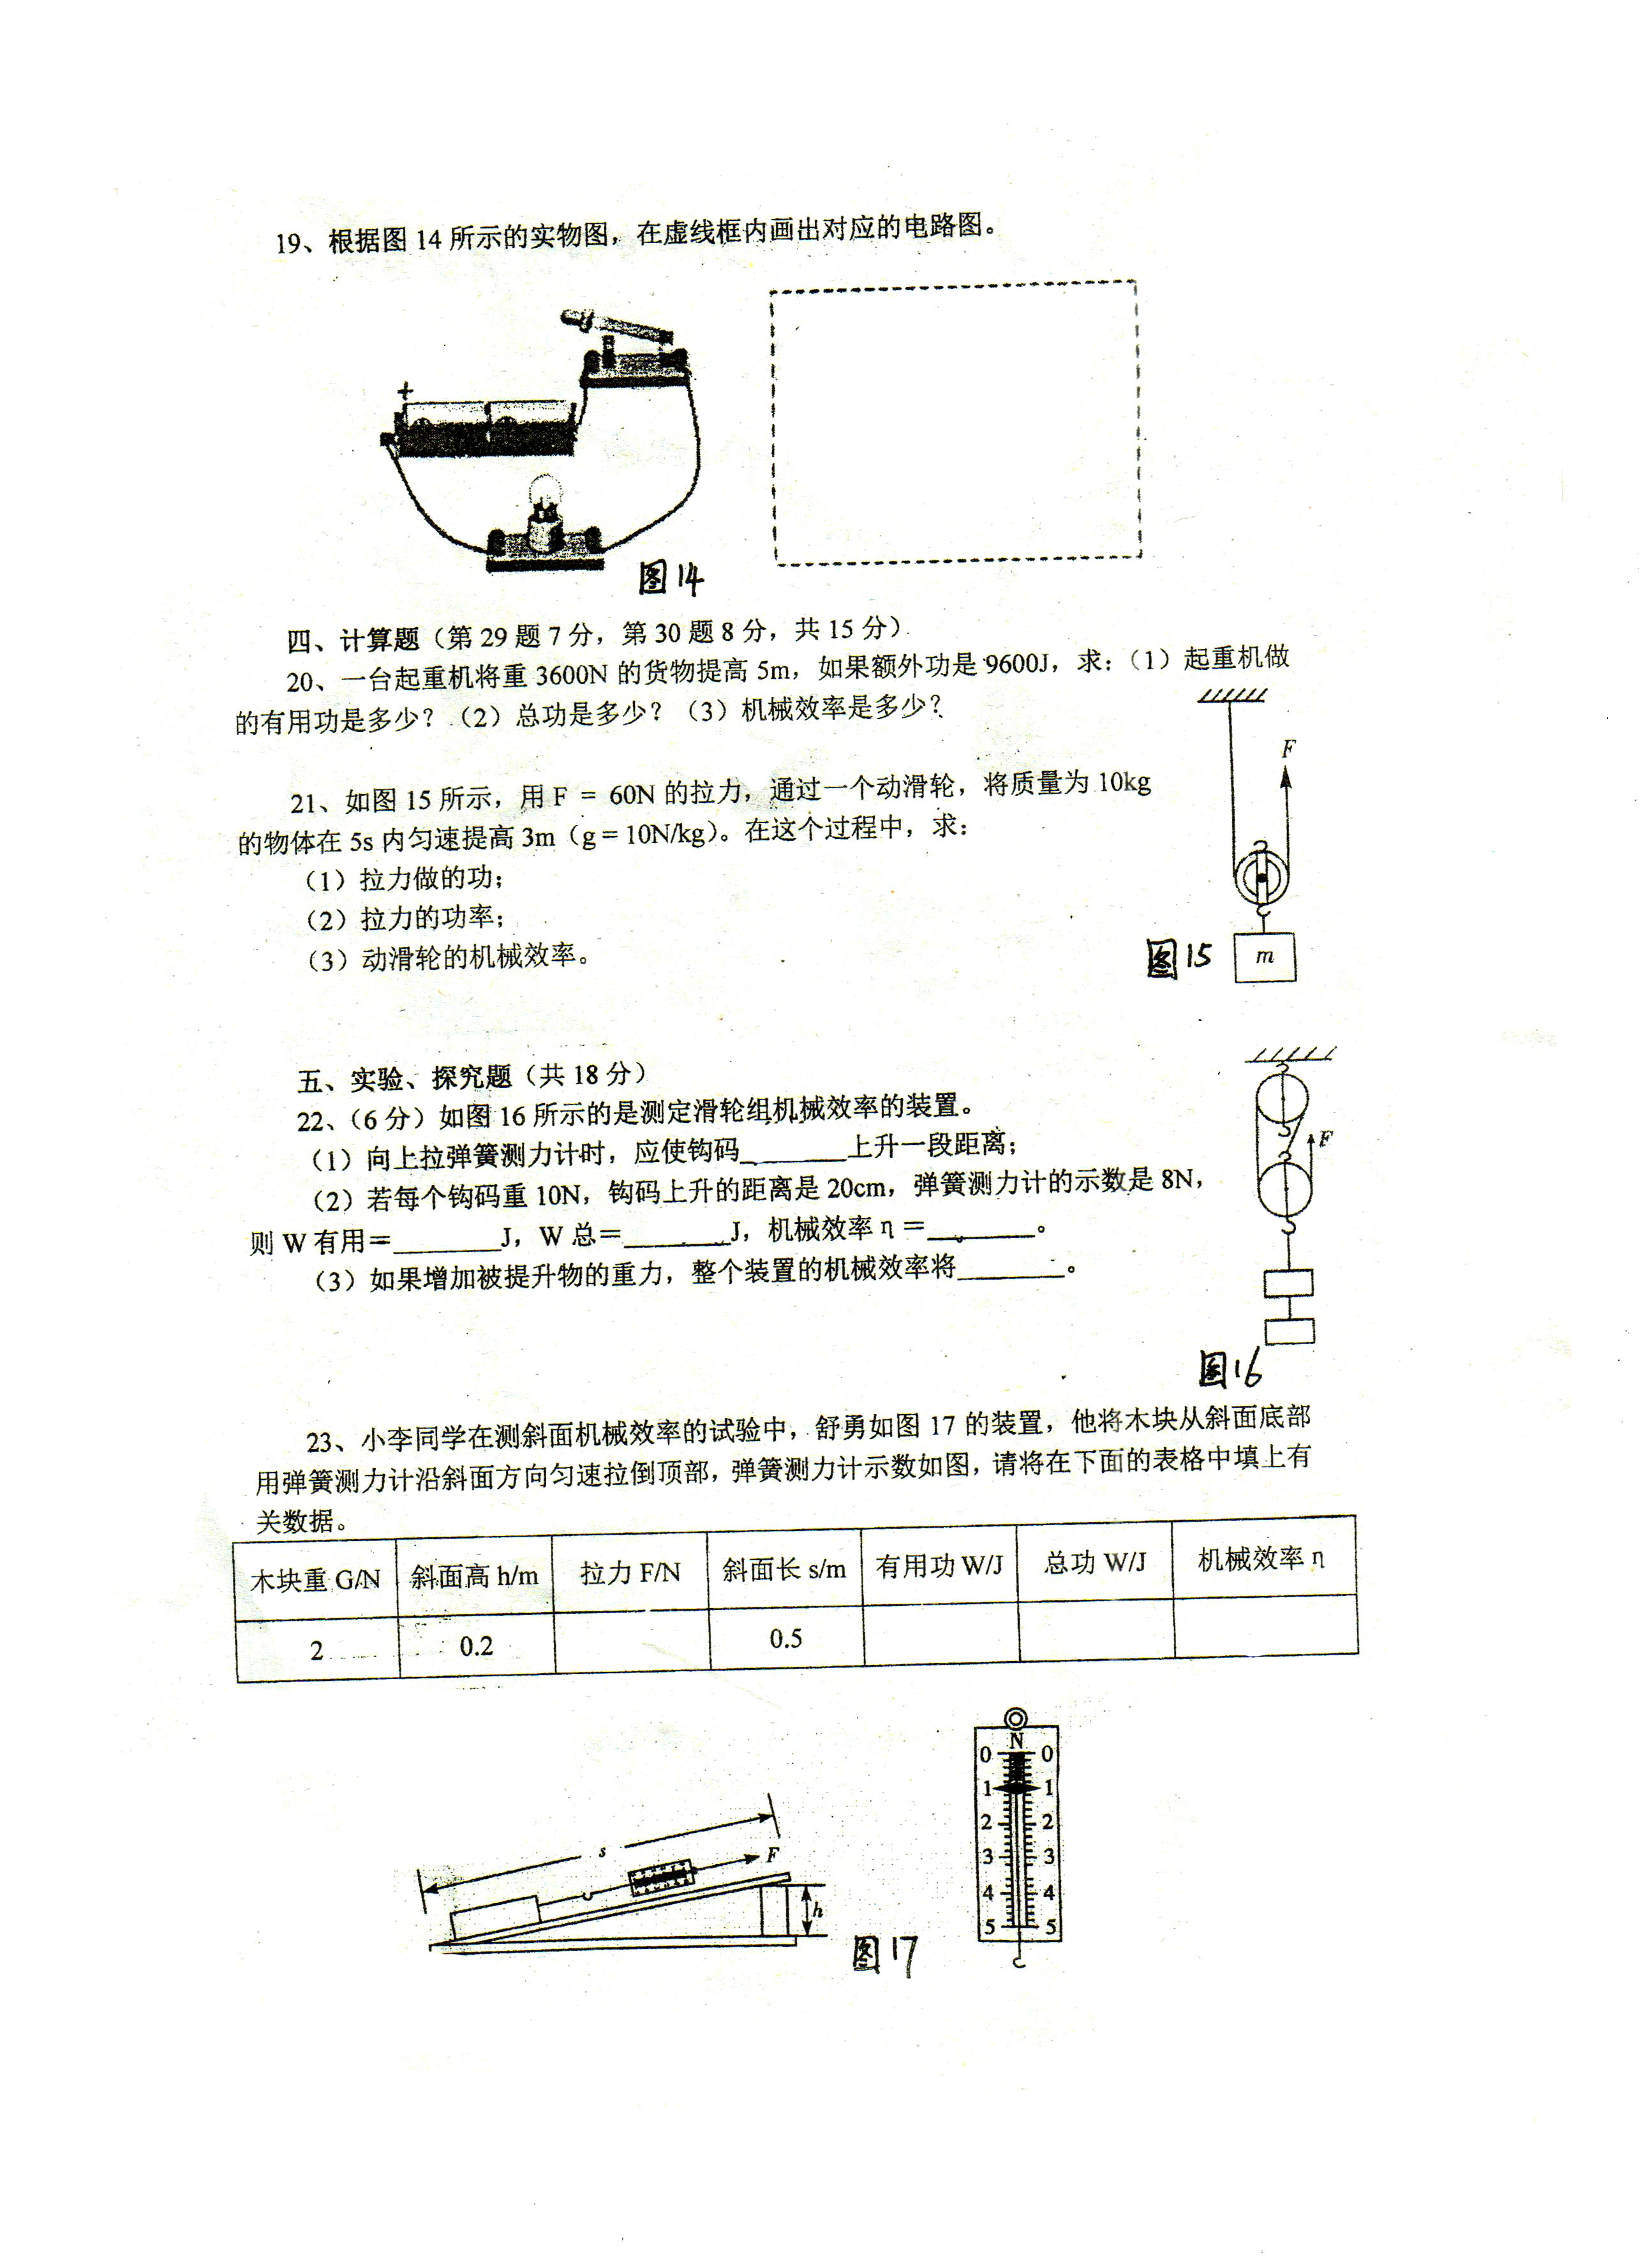 19、根据图 14 所示的实物图，在虚线框内画出对应的电路图。
+
图14
四、计算题（第 29 题 7 分，第 30 题 8 分，共 15 分）
20、一台起重机将重 3600N 的货物提高 5m，如果额外功是 9600J，求：（1）起重机做
的有用功是多少？（2）总功是多少？（3）机械效率是多少？
F
21、如图 15 所示，用 F = 60N 的拉力，通过一个动滑轮，将质量为 10kg
的物体在 5s 内匀速提高 3m（g = 10N/kg）。在这个过程中，求：
（1）拉力做的功；
（2）拉力的功率；
（3）动滑轮的机械效率。
图15
m
五、实验、探究题（共 18 分）
22、（6 分）如图 16 所示的是测定滑轮组机械效率的装置。
（1）向上拉弹簧测力计时，应使钩码________上升一段距离；
F
（2）若每个钩码重 10N，钩码上升的距离是 20cm，弹簧测力计的示数是 8N，
则 W 有用＝________J，W 总＝________J，机械效率 η ＝________。
（3）如果增加被提升物的重力，整个装置的机械效率将________。
图16
23、小李同学在测斜面机械效率的试验中，舒勇如图 17 的装置，他将木块从斜面底部
用弹簧测力计沿斜面方向匀速拉倒顶部，弹簧测力计示数如图，请将在下面的表格中填上有
关数据。
木块重 G/N 斜面高 h/m 拉力 F/N 斜面长 s/m 有用功 W/J 总功 W/J 机械效率 η
2 0.2 0.5
s
F
h
图17
N
0 0
1 1
2 2
3 3
4 4
5 5